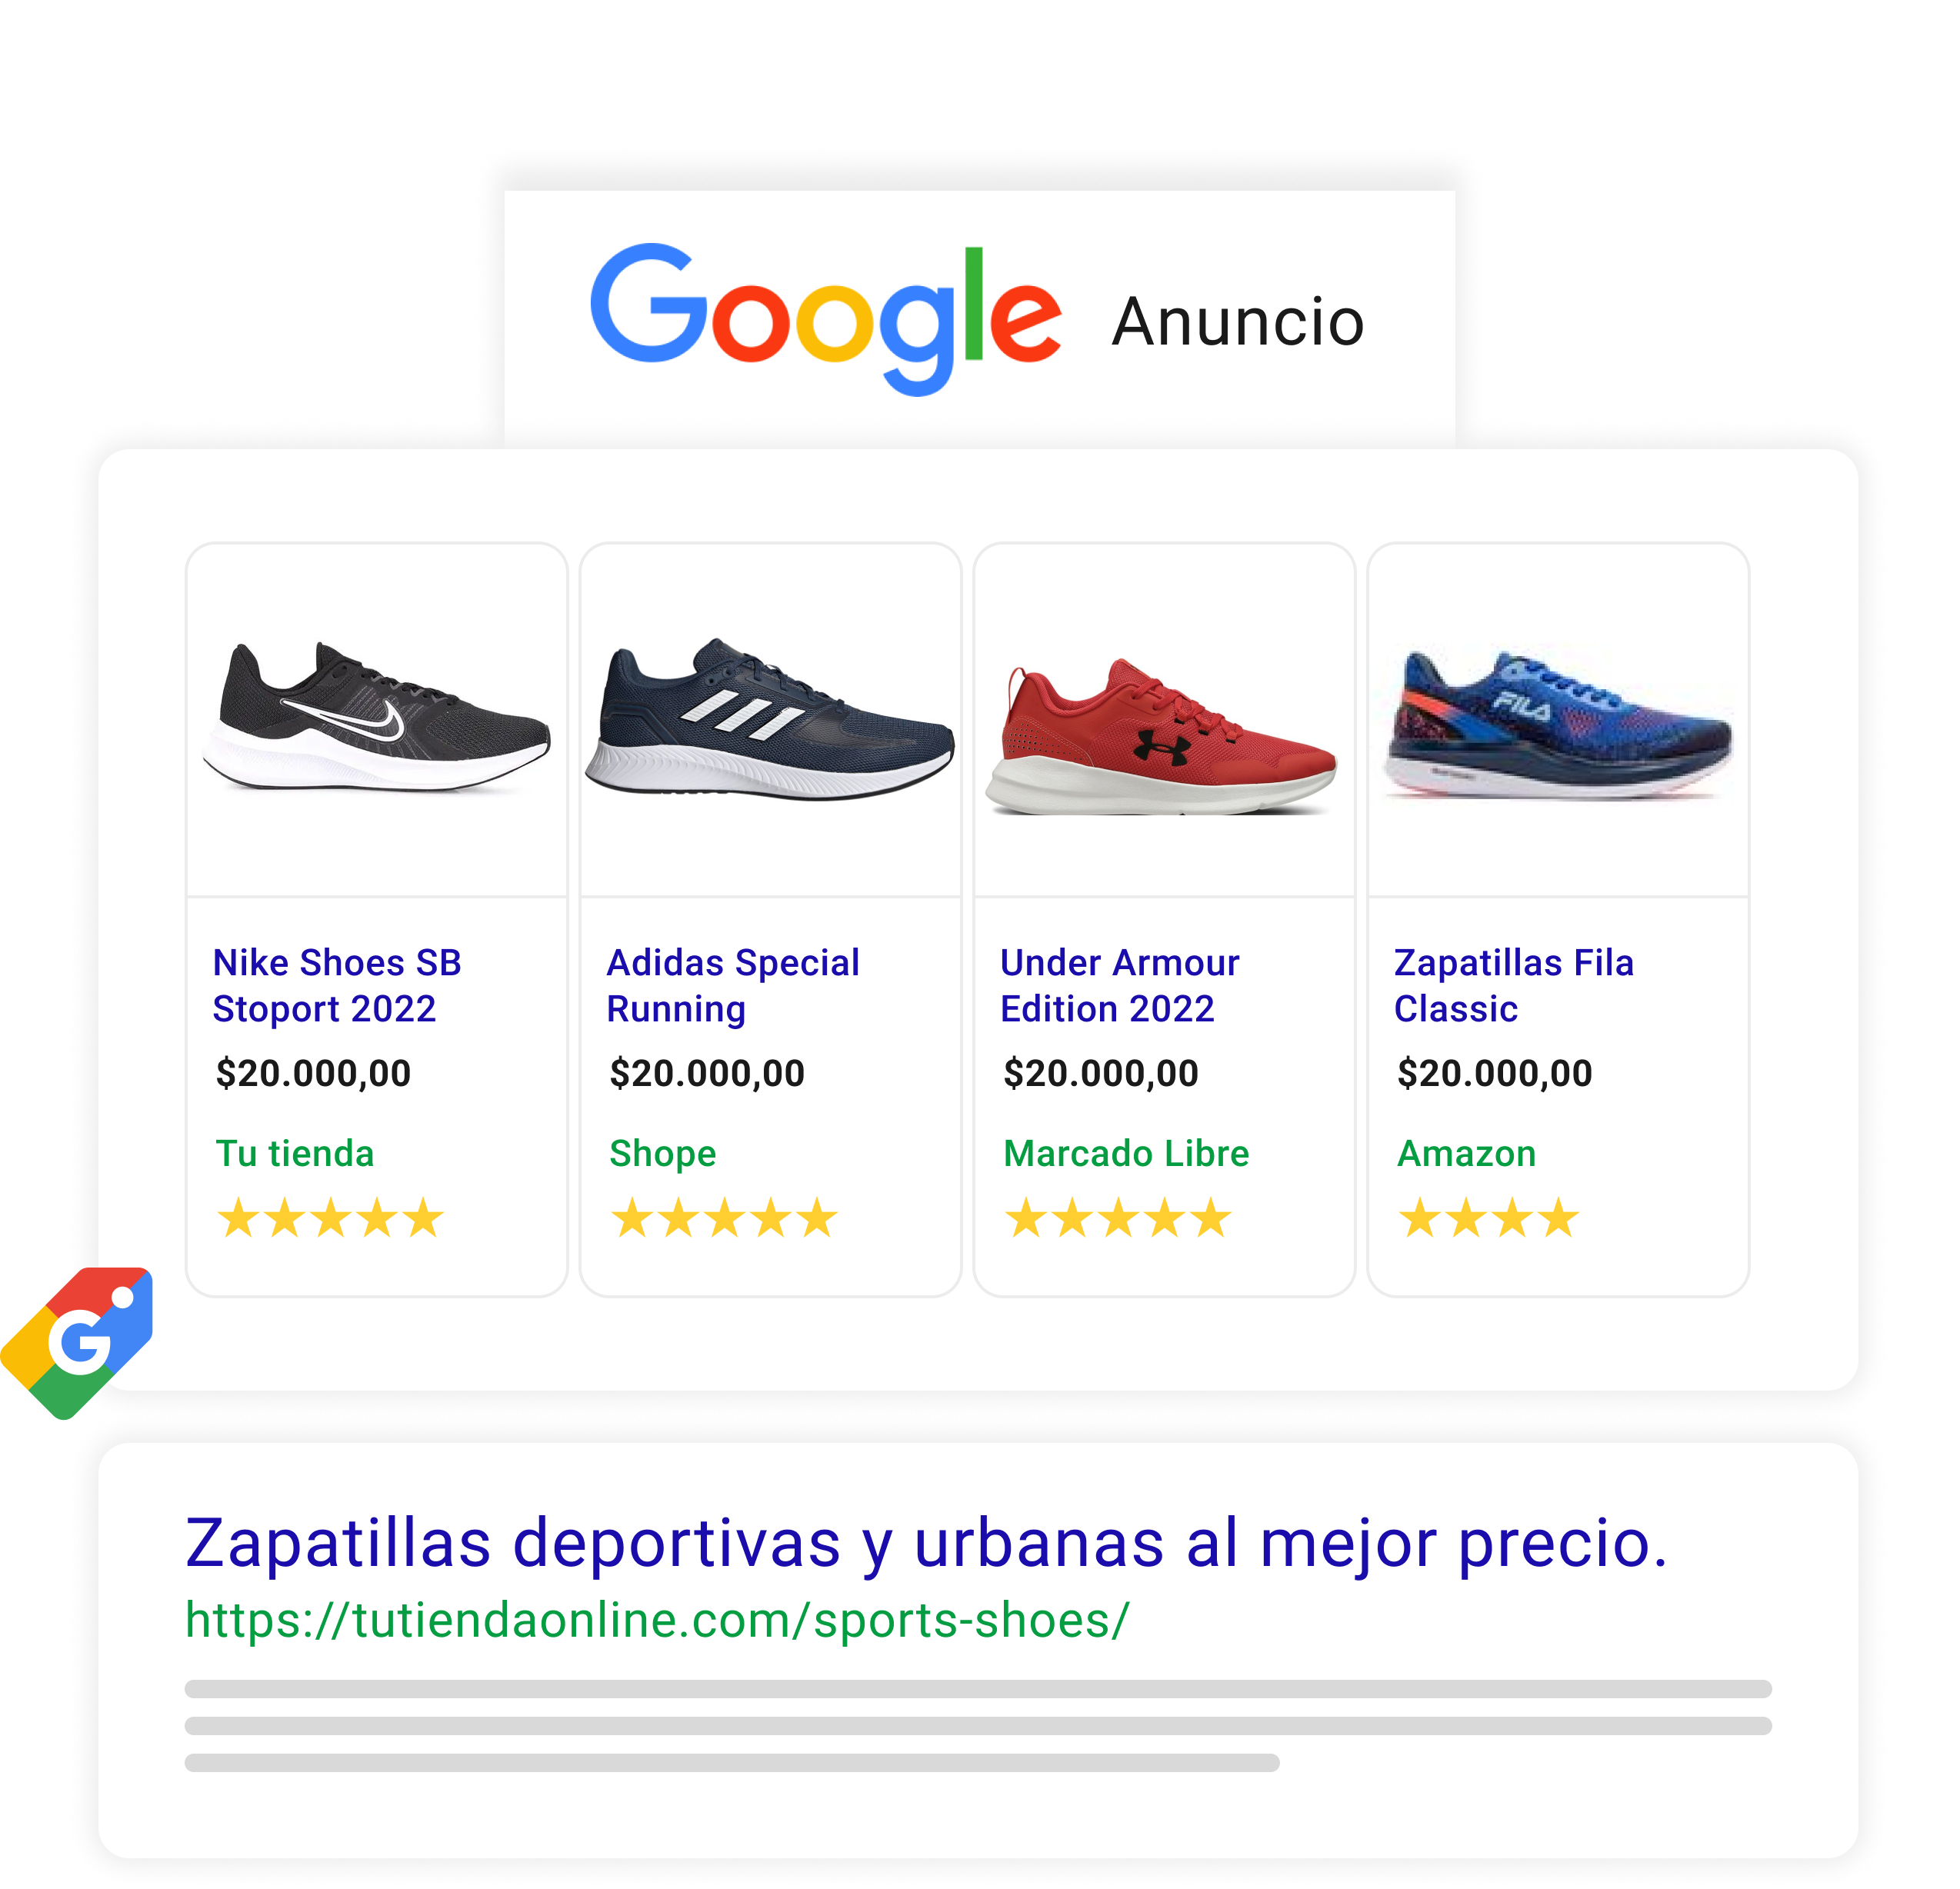 Google Anuncio
FILA
Nike Shoes SB
Stoport 2022
$20.000,00
Tu tienda
Adidas Special
Running
$20.000,00
Shope
Under Armour
Edition 2022
$20.000,00
Marcado Libre
Zapatillas Fila
Classic
$20.000,00
Amazon
G
Zapatillas deportivas y urbanas al mejor precio.
https://tutiendaonline.com/sports-shoes/